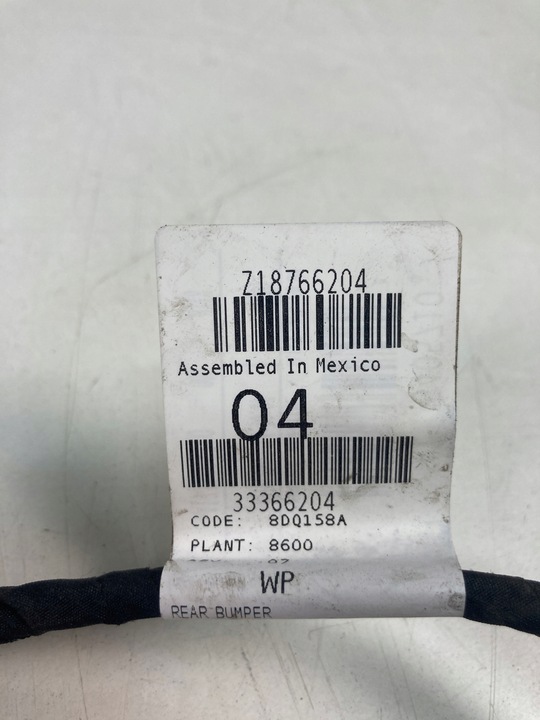 Z18766204
Assembled In Mexico
04
33366204
CODE: 8DQ158A
PLANT: 8600
WP
REAR BUMPER